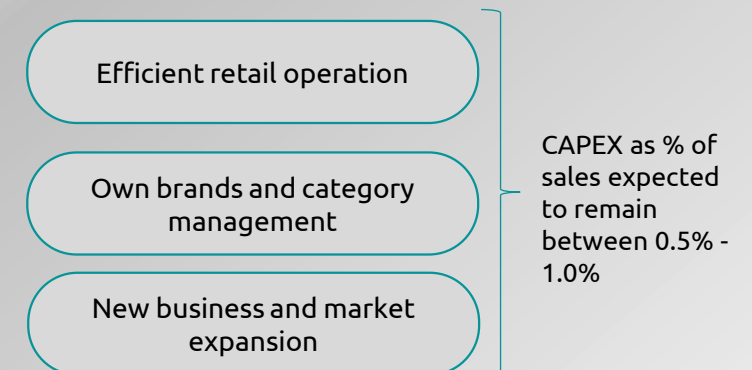 Efficient retail operation
Own brands and category
management
New business and market
expansion
CAPEX as % of
sales expected
to remain
between 0.5% -
1.0%